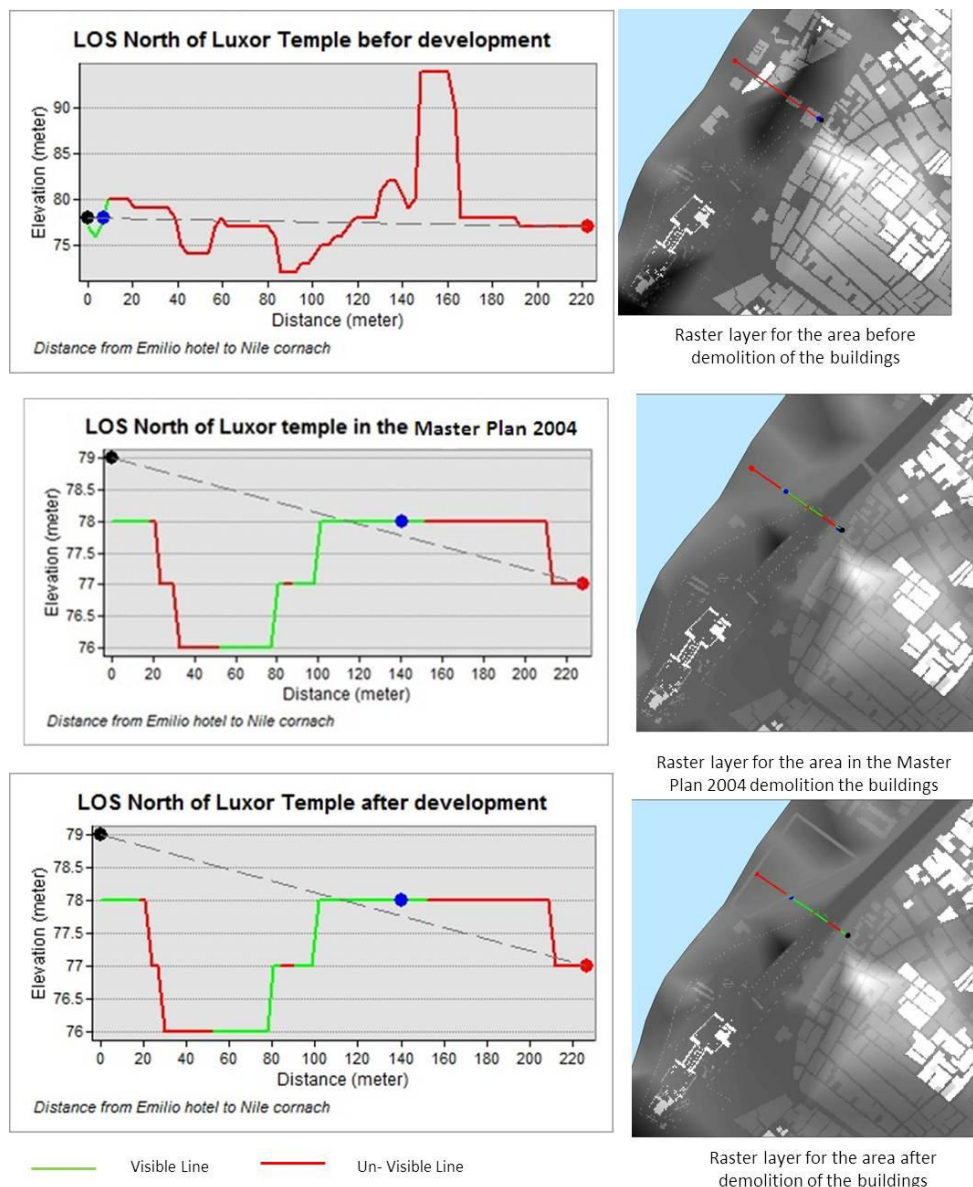 LOS North of Luxor Temple befor development
Elevation (meter)
90
85
80
75
0 20 40 60 80 100 120 140 160 180 200 220
Distance (meter)
Distance from Emilio hotel to Nile cornach
Raster layer for the area before
demolition of the buildings
LOS North of Luxor temple in the Master Plan 2004
Elevation (meter)
79
78.5
78
77.5
77
76.5
76
0 20 40 60 80 100 120 140 160 180 200 220
Distance (meter)
Distance from Emilio hotel to Nile cornach
Raster layer for the area in the Master
Plan 2004 demolition the buildings
LOS North of Luxor Temple after development
Elevation (meter)
79
78.5
78
77.5
77
76.5
76
0 20 40 60 80 100 120 140 160 180 200 220
Distance (meter)
Distance from Emilio hotel to Nile cornach
Raster layer for the area after
demolition of the buildings
Visible Line
Un- Visible Line